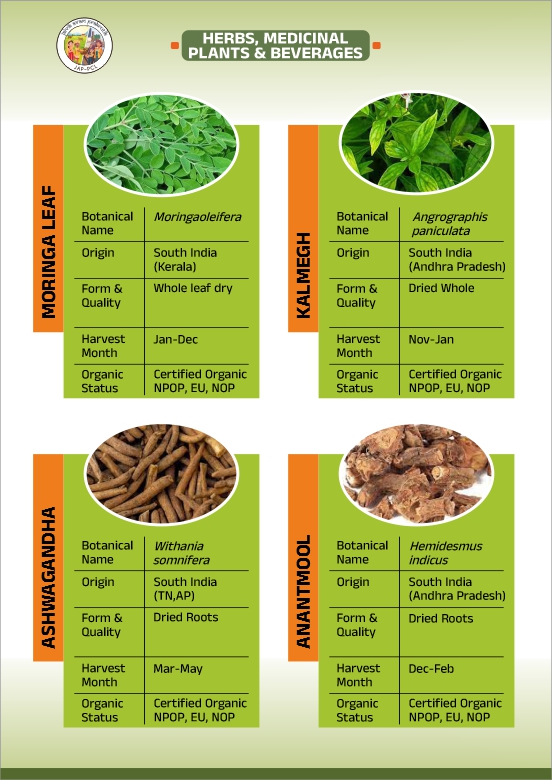 JAP-PCL
HERBS, MEDICINAL
PLANTS & BEVERAGES
MORINGA LEAF
Botanical Name
Moringaoleifera
Origin
South India
(Kerala)
Form &
Quality
Whole leaf dry
Harvest
Month
Jan-Dec
Organic
Status
Certified Organic
NPOP, EU, NOP
KALMEGH
Botanical
Name
Angrographis
paniculata
Origin
South India
(Andhra Pradesh)
Form &
Quality
Dried Whole
Harvest
Month
Nov-Jan
Organic
Status
Certified Organic
NPOP, EU, NOP
ASHWAGANDHA
Botanical
Name
Withania
somnifera
Origin
South India
(TN,AP)
Form &
Quality
Dried Roots
Harvest
Month
Mar-May
Organic
Status
Certified Organic
NPOP, EU, NOP
ANANTMOOL
Botanical
Name
Hemidesmus
indicus
Origin
South India
(Andhra Pradesh)
Form &
Quality
Dried Roots
Harvest
Month
Dec-Feb
Organic
Status
Certified Organic
NPOP, EU, NOP